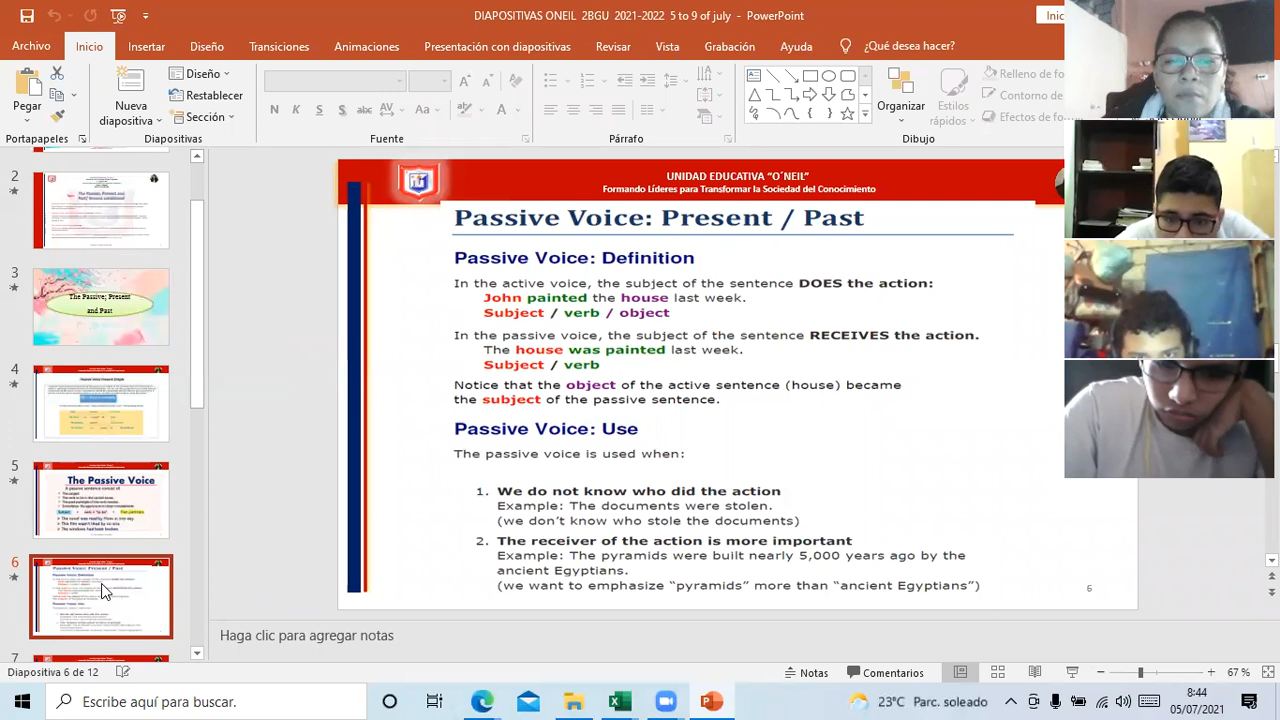 DIAPOSITIVAS ONEIL 2BGU 2021-2022 5 to 9 of july - PowerPoint
Inic
Archivo Inicio Insertar Diseño Transiciones Animaciones Presentación con diapositivas Revisar Vista Grabación Ayuda ¿Qué desea hacer?
Pegar
Nueva
diapositiva
Diseño
Restablecer
Sección
N K S S abc AV Aa A
Organizar
Estilos
rápidos
Relleno de fo
Contorno de
Efectos de form
Portapapeles Diapositivas Fuente Párrafo Dibujo
2
3
The Passive; Present
and Past
4
5
The Passive Voice
6
7
UNIDAD EDUCATIVA “O´NEIL”
Formando Líderes para Transformar la Sociedad del Conocimiento
Passive Voice: Present / Past
Passive Voice: Definition
In the active voice, the subject of the sentence DOES the action:
John painted the house last week.
Subject / verb / object
In the passive voice, the subject of the sentence RECEIVES the action.
The house was painted last week.
Subject / verb
Notice that the object of the active sentence (house) became
the subject of the passive sentence.
Passive Voice: Use
The passive voice is used when:
1. We do not know who did the action
Example: The documents were stolen.
(we don’t know who stole the documents)
2. The receiver of the action is more important
Example: The pyramids were built nearly 5,000 years ago by the
ancient Egyptians.
want to emphasize “pyramids” more than “ancient Egyptians”)
6
Haga clic para agregar notas
Diapositiva 6 de 12 Notas Comentarios 67 %
Escribe aquí para buscar.
23°C Parc. soleado
8:44
05/07/2021